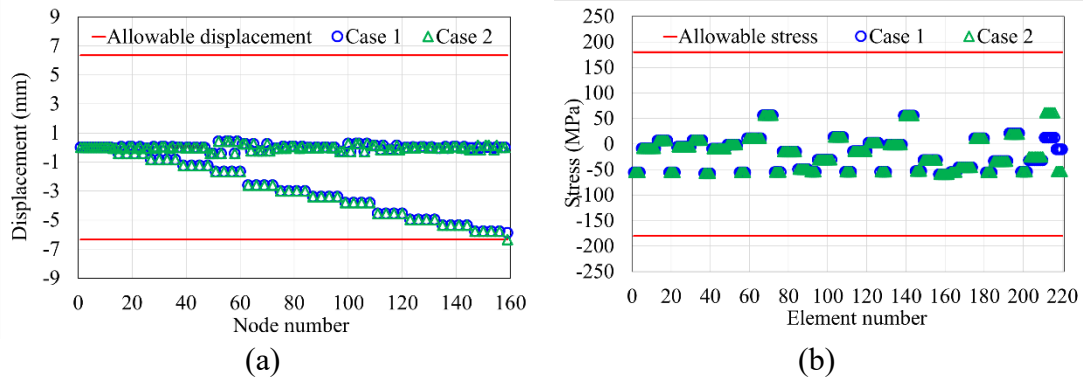 9
7
5
3
1
-1
-3
-5
-7
-9
Displacement (mm)
Allowable displacement Case 1 Case 2
0 20 40 60 80 100 120 140 160
Node number
(a)
250
200
150
100
50
0
-50
-100
-150
-200
-250
Stress (MPa)
Allowable stress Case 1 Case 2
0 20 40 60 80 100 120 140 160 180 200 220
Element number
(b)